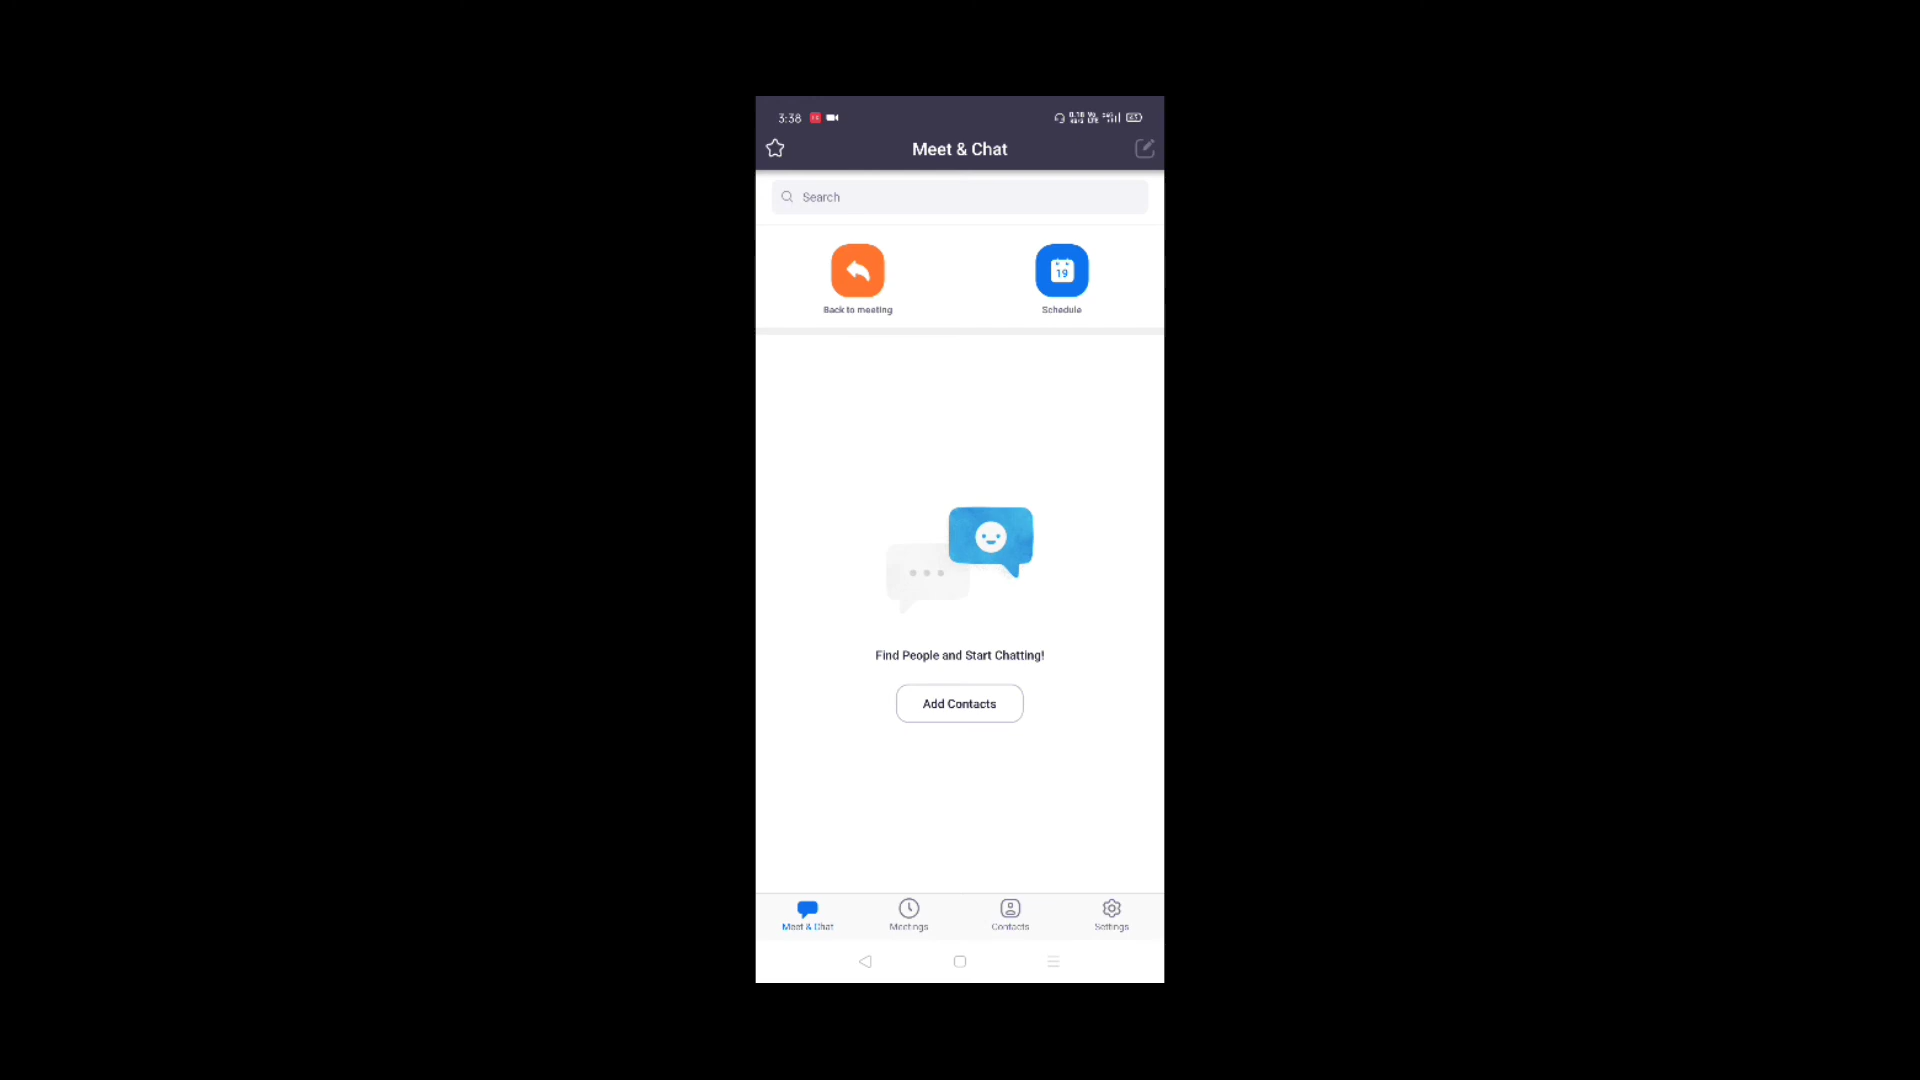 3:38
Meet & Chat
Search
19
Back to meeting
Schedule
Find People and Start Chatting!
Add Contacts
Meet & Chat
Meetings
Contacts
Settings